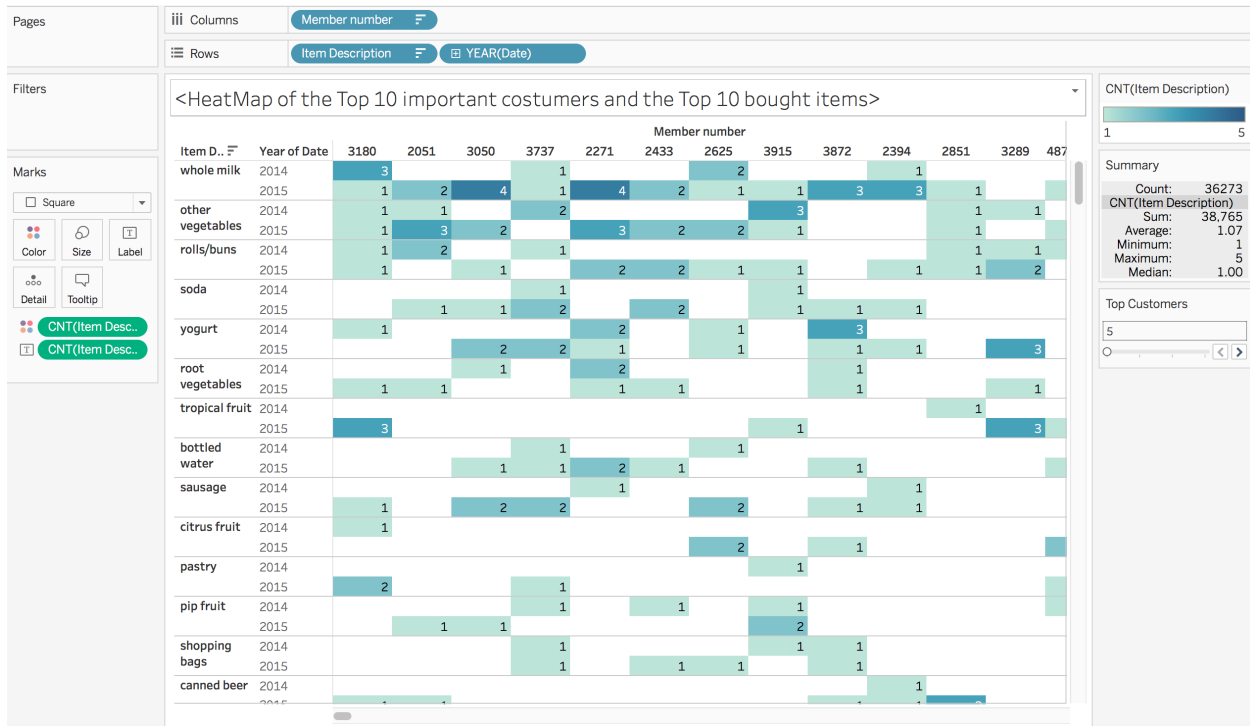 Pages
iii Columns
Member number
Rows
Item Description
YEAR(Date)
Filters
<HeatMap of the Top 10 important costumers and the Top 10 bought items>
Marks
Square
Color Size Label
Detail Tooltip
CNT(Item Desc..
CNT(Item Desc..
Member number
Item D.. Year of Date 3180 2051 3050 3737 2271 2433 2625 3915 3872 2394 2851 3289 487
whole milk 2014 3 1 2 1
2015 1 2 4 1 4 2 1 1 3 3 1
other vegetables 2014 1 1 2 3 1 1
2015 1 3 2 3 2 2 1 1
rolls/buns 2014 1 2 1 1 1
2015 1 1 2 2 1 1 1 1 2
soda 2014 1 1
2015 1 1 2 2 1 1 1
yogurt 2014 1 2 1 3
2015 2 2 1 1 1 1 3
root vegetables 2014 1 2 1
2015 1 1 1 1 1 1
tropical fruit 2014 1
2015 3 1 3
bottled water 2014 1 1
2015 1 1 2 1 1
sausage 2014 1 1
2015 1 2 2 2 1 1
citrus fruit 2014 1
2015 2 1
pastry 2014 1
2015 2 1
pip fruit 2014 1 1 1
2015 1 1 2
shopping bags 2014 1 1 1
2015 1 1 1 1
canned beer 2014 1
2015
CNT(Item Description)
1 5
Summary
Count: 36273
CNT(Item Description)
Sum: 38,765
Average: 1.07
Minimum: 1
Maximum: 5
Median: 1.00
Top Customers
5